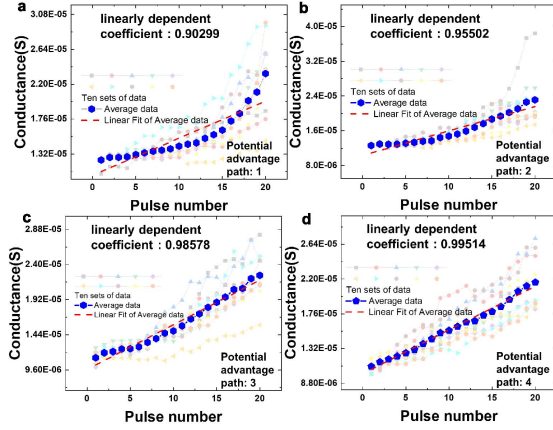 a
linearly dependent
coefficient : 0.90299
3.08E-05
2.64E-05
2.20E-05
1.76E-05
1.32E-05
Conductance(S)
Ten sets of data
Average data
Linear Fit of Average data
Potential
advantage
path: 1
0 5 10 15 20
Pulse number
b
linearly dependent
coefficient : 0.95502
4.0E-05
3.2E-05
2.4E-05
1.6E-05
8.0E-06
Conductance(S)
Ten sets of data
Average data
Linear Fit of Average data
Potential
advantage
path: 2
0 5 10 15 20
Pulse number
c
linearly dependent
coefficient : 0.98578
2.88E-05
2.40E-05
1.92E-05
1.44E-05
9.60E-06
Conductance(S)
Ten sets of data
Average data
Linear Fit of Average data
Potential
advantage
path: 3
0 5 10 15 20
Pulse number
d
linearly dependent
coefficient : 0.99514
2.64E-05
2.20E-05
1.76E-05
1.32E-05
8.80E-06
Conductance(S)
Ten sets of data
Average data
Linear Fit of Average data
Potential
advantage
path: 4
0 5 10 15 20
Pulse number